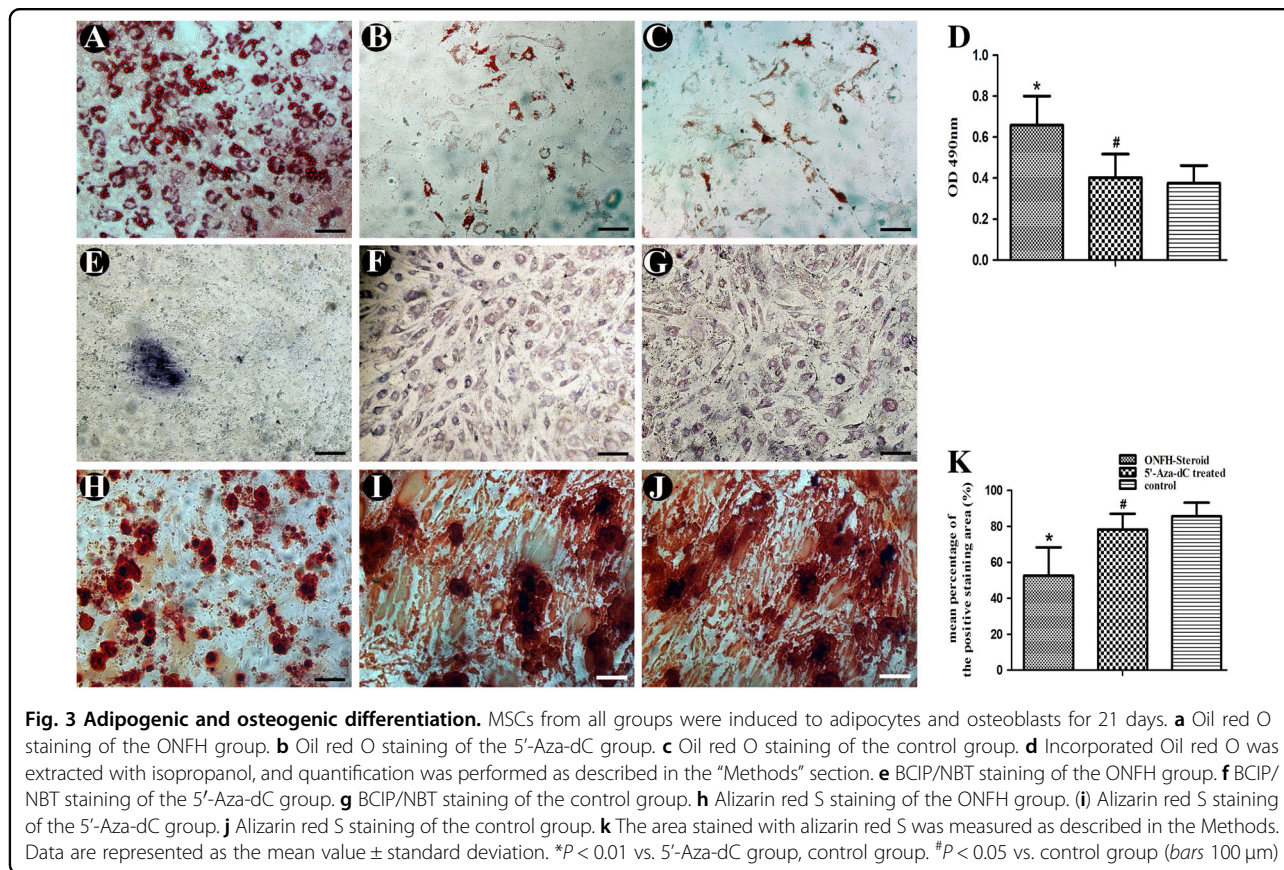 A
B
C
D
1.0
0.8
0.6
0.4
0.2
0.0
OD 490nm
*
#
E
F
G
H
I
J
K
ONFH-Steroid
5'-Aza-dC treated
control
100
80
60
40
20
0
mean percentage of
the positive staining area (%)
*
#
Fig. 3 Adipogenic and osteogenic differentiation. MSCs from all groups were induced to adipocytes and osteoblasts for 21 days. a Oil red O
staining of the ONFH group. b Oil red O staining of the 5′-Aza-dC group. c Oil red O staining of the control group. d Incorporated Oil red O was
extracted with isopropanol, and quantification was performed as described in the “Methods” section. e BCIP/NBT staining of the ONFH group. f BCIP/
NBT staining of the 5′-Aza-dC group. g BCIP/NBT staining of the control group. h Alizarin red S staining of the ONFH group. (i) Alizarin red S staining
of the 5′-Aza-dC group. j Alizarin red S staining of the control group. k The area stained with alizarin red S was measured as described in the Methods.
Data are represented as the mean value ± standard deviation. *P < 0.01 vs. 5′-Aza-dC group, control group. #P < 0.05 vs. control group (bars 100 μm)